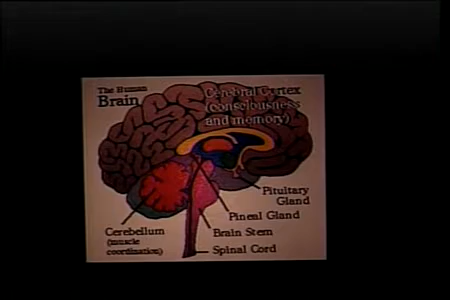 The Human
Brain
Cerebral Cortex
(consciousness
and memory)
Pituitary
Gland
Pineal Gland
Cerebellum
(muscle
coordination)
Brain Stem
Spinal Cord